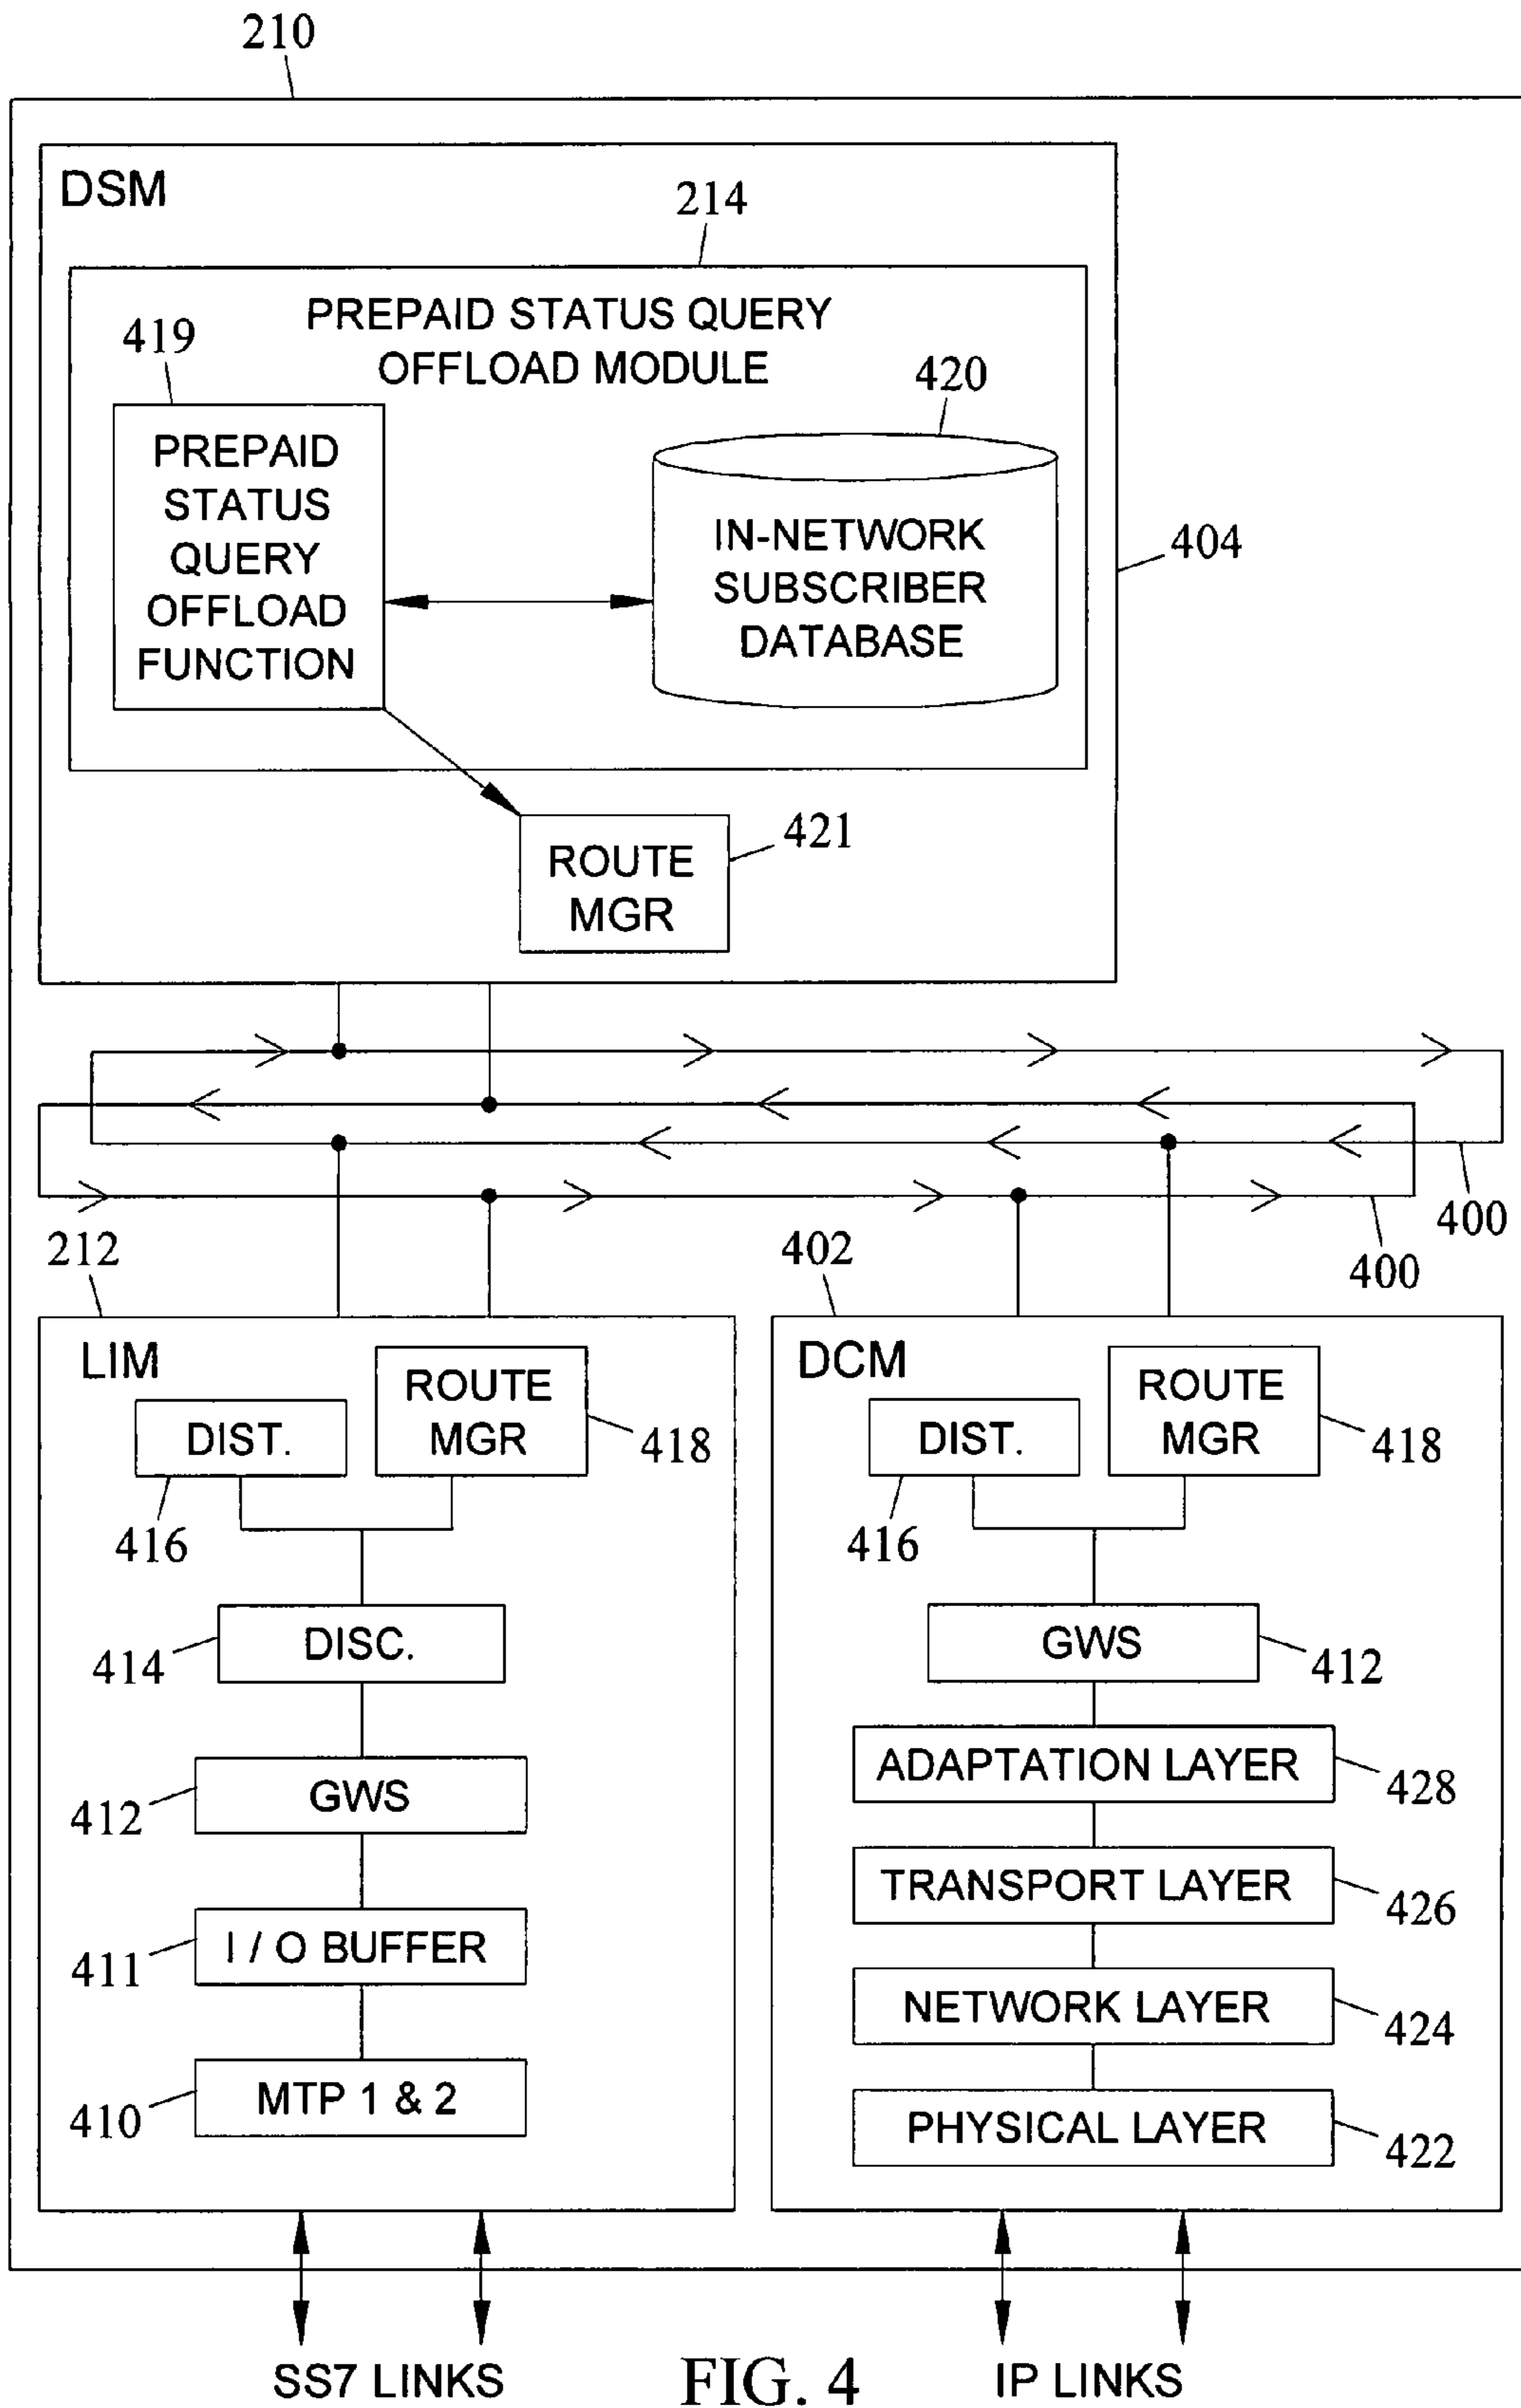 210
DSM
214
PREPAID STATUS QUERY
OFFLOAD MODULE
419
420
PREPAID
STATUS
QUERY
OFFLOAD
FUNCTION
IN-NETWORK
SUBSCRIBER
DATABASE
404
ROUTE
MGR
421
400
400
212
LIM
DIST.
416
ROUTE
MGR
418
DISC.
414
GWS
412
I / O BUFFER
411
MTP 1 & 2
410
402
DCM
DIST.
416
ROUTE
MGR
418
GWS
412
ADAPTATION LAYER
428
TRANSPORT LAYER
426
NETWORK LAYER
424
PHYSICAL LAYER
422
SS7 LINKS
FIG. 4
IP LINKS